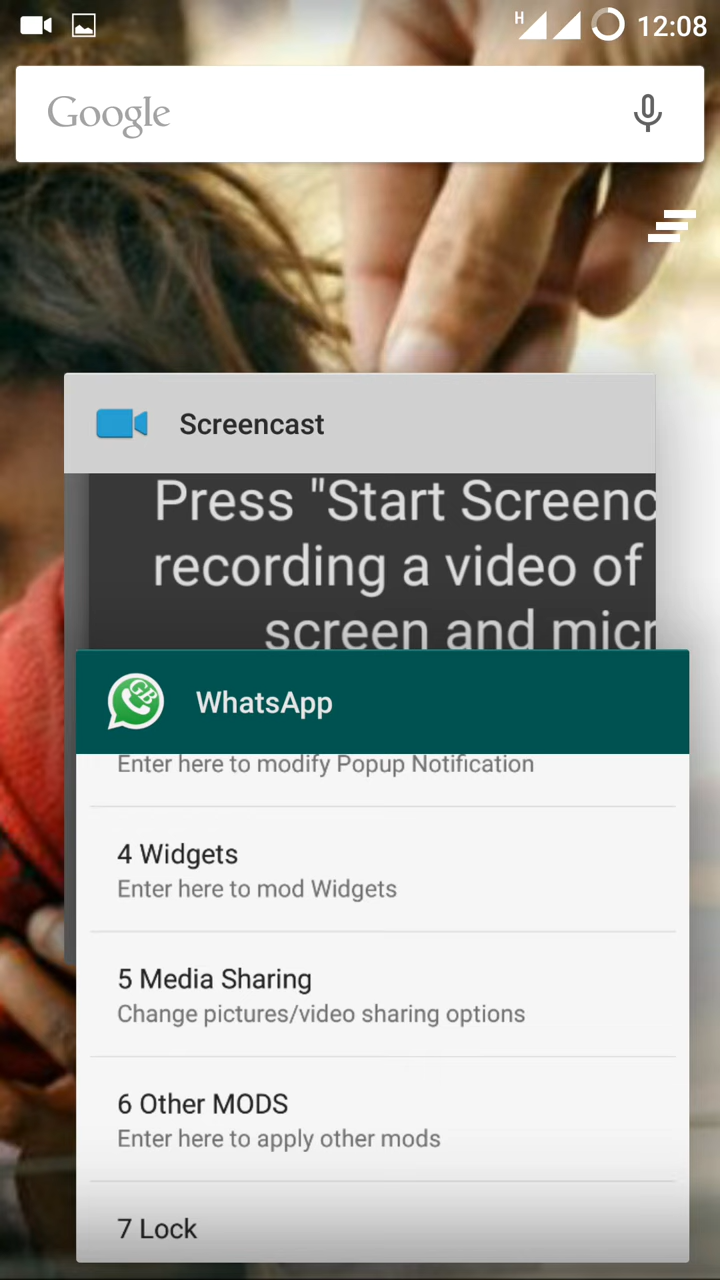 H 12:08
Google
Screencast
Press "Start Screenc
recording a video of
screen and micr
GB WhatsApp
Enter here to modify Popup Notification
4 Widgets
Enter here to mod Widgets
5 Media Sharing
Change pictures/video sharing options
6 Other MODS
Enter here to apply other mods
7 Lock